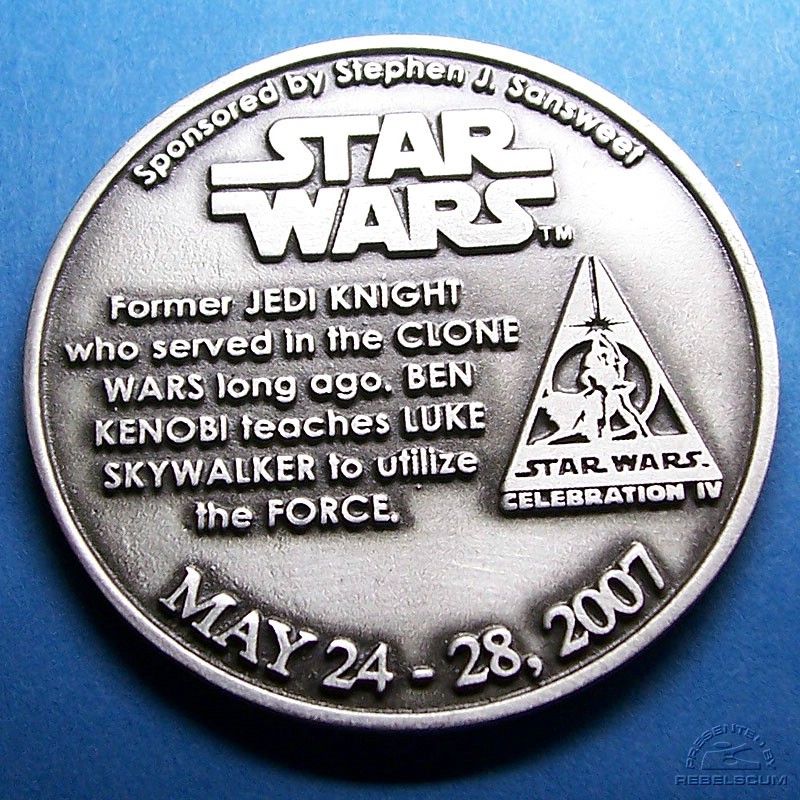 Sponsored by Stephen J. Sansweet
STAR
WARS TM
Former JEDI KNIGHT
who served in the CLONE
WARS long ago. BEN
KENOBI teaches LUKE
SKYWALKER to utilize
the FORCE.
STAR WARS
CELEBRATION IV
MAY 24 - 28, 2007
PRESENTED BY
REBELSCUM